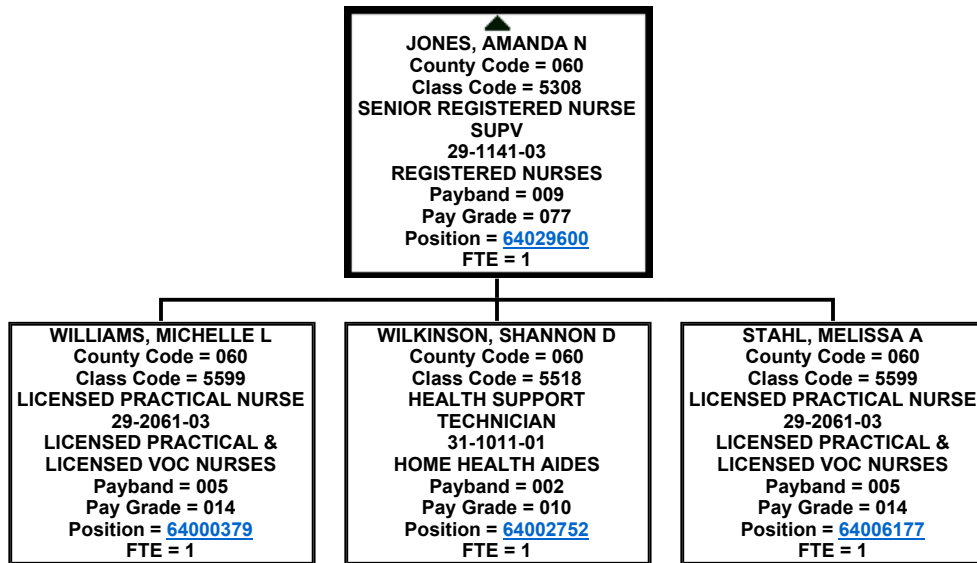 JONES, AMANDA N
County Code = 060
Class Code = 5308
SENIOR REGISTERED NURSE
SUPV
29-1141-03
REGISTERED NURSES
Payband = 009
Pay Grade = 077
Position = 64029600
FTE = 1
WILLIAMS, MICHELLE L
County Code = 060
Class Code = 5599
LICENSED PRACTICAL NURSE
29-2061-03
LICENSED PRACTICAL &
LICENSED VOC NURSES
Payband = 005
Pay Grade = 014
Position = 64000379
FTE = 1
WILKINSON, SHANNON D
County Code = 060
Class Code = 5518
HEALTH SUPPORT
TECHNICIAN
31-1011-01
HOME HEALTH AIDES
Payband = 002
Pay Grade = 010
Position = 64002752
FTE = 1
STAHL, MELISSA A
County Code = 060
Class Code = 5599
LICENSED PRACTICAL NURSE
29-2061-03
LICENSED PRACTICAL &
LICENSED VOC NURSES
Payband = 005
Pay Grade = 014
Position = 64006177
FTE = 1